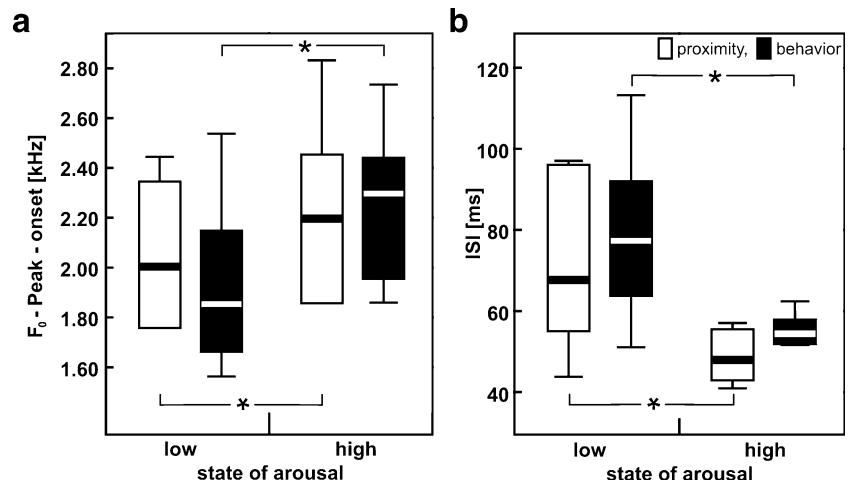 a
F0 - Peak - onset [kHz]
2.80
2.60
2.40
2.20
2.00
1.80
1.60
*
*
low
high
state of arousal
b
proximity, behavior
ISI [ms]
120
100
80
60
40
*
*
low
high
state of arousal